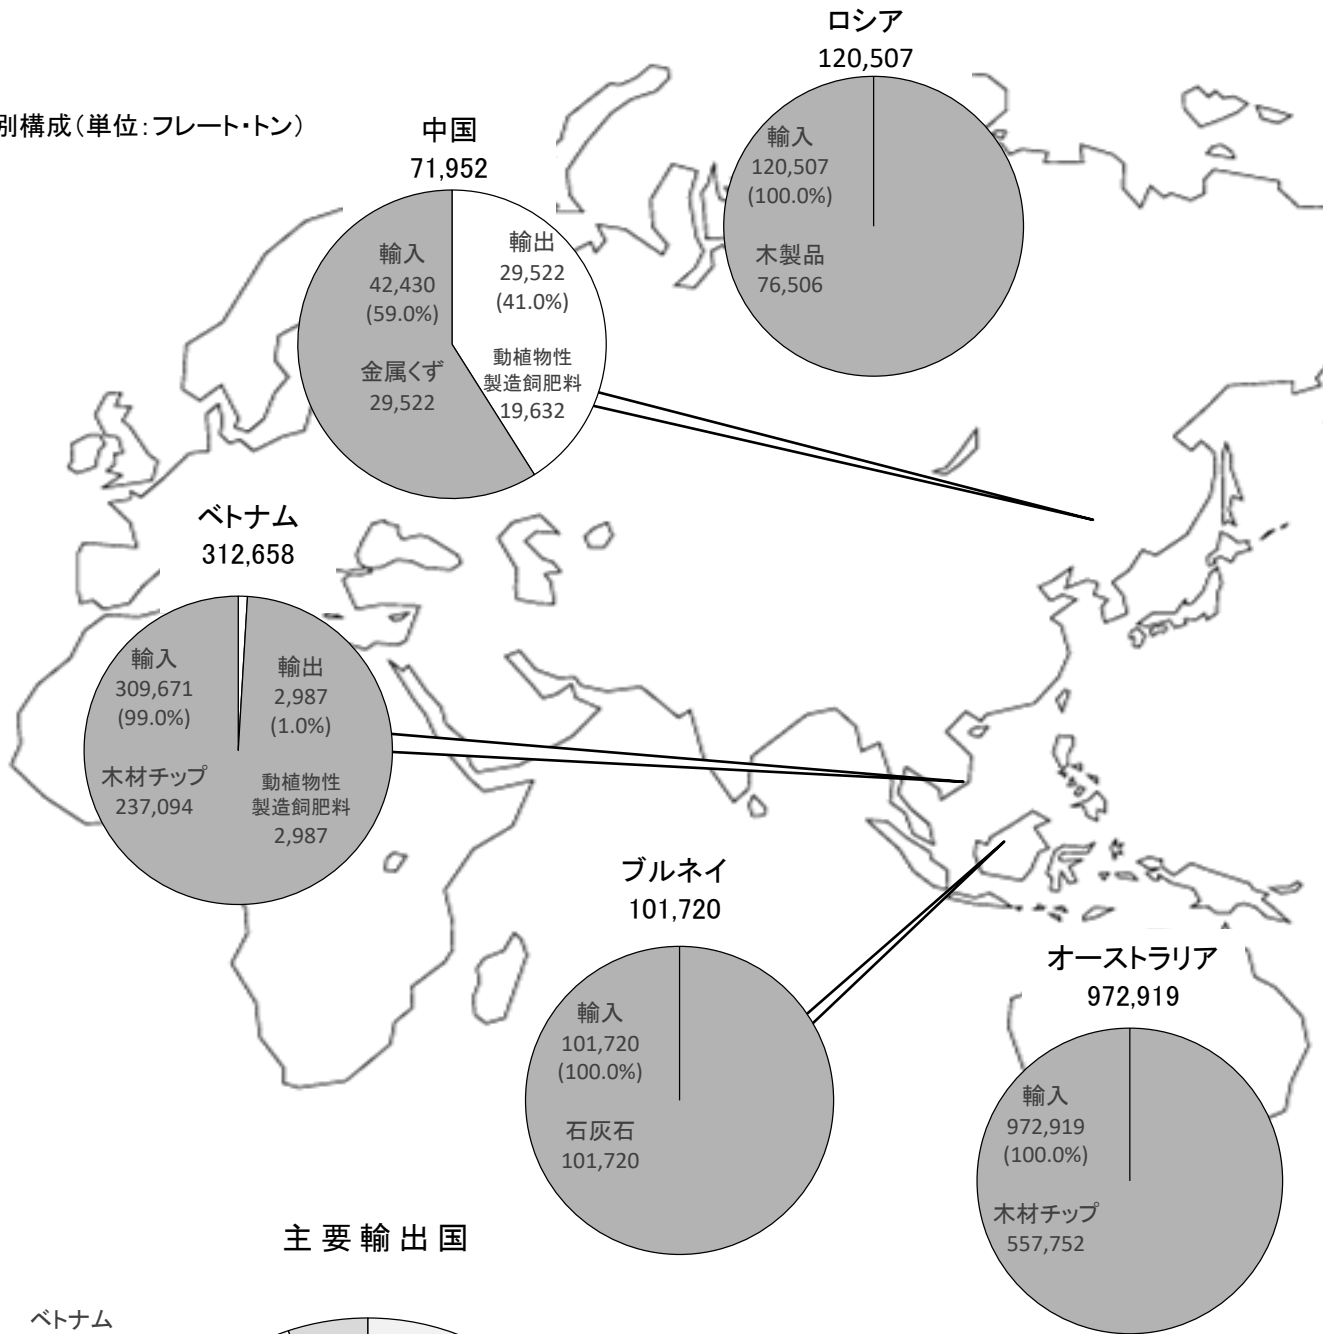 ロシア
120,507
別構成(単位:フレート・トン)
中国
71,952
輸入
120,507
(100.0%)
木製品
76,506
輸入
42,430
(59.0%)
金属くず
29,522
輸出
29,522
(41.0%)
動植物性
製造飼肥料
19,632
ベトナム
312,658
輸入
309,671
(99.0%)
木材チップ
237,094
輸出
2,987
(1.0%)
動植物性
製造飼肥料
2,987
ブルネイ
101,720
輸入
101,720
(100.0%)
石灰石
101,720
オーストラリア
972,919
輸入
972,919
(100.0%)
木材チップ
557,752
主要輸出国
ベトナム